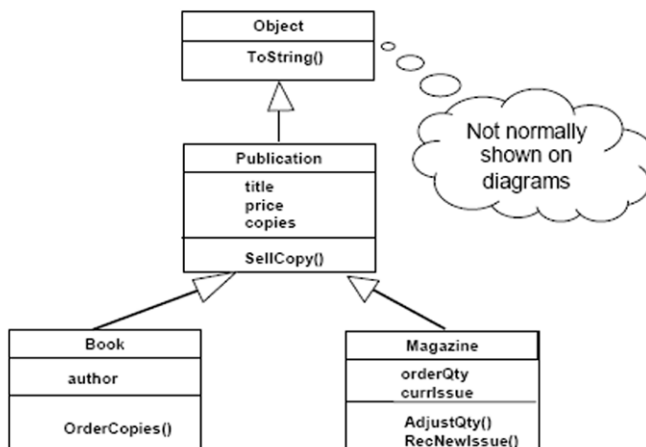 Object
ToString()
Not normally
shown on
diagrams
Publication
title
price
copies
SellCopy()
Book
author
OrderCopies()
Magazine
orderQty
currIssue
AdjustQty()
RecNewIssue()